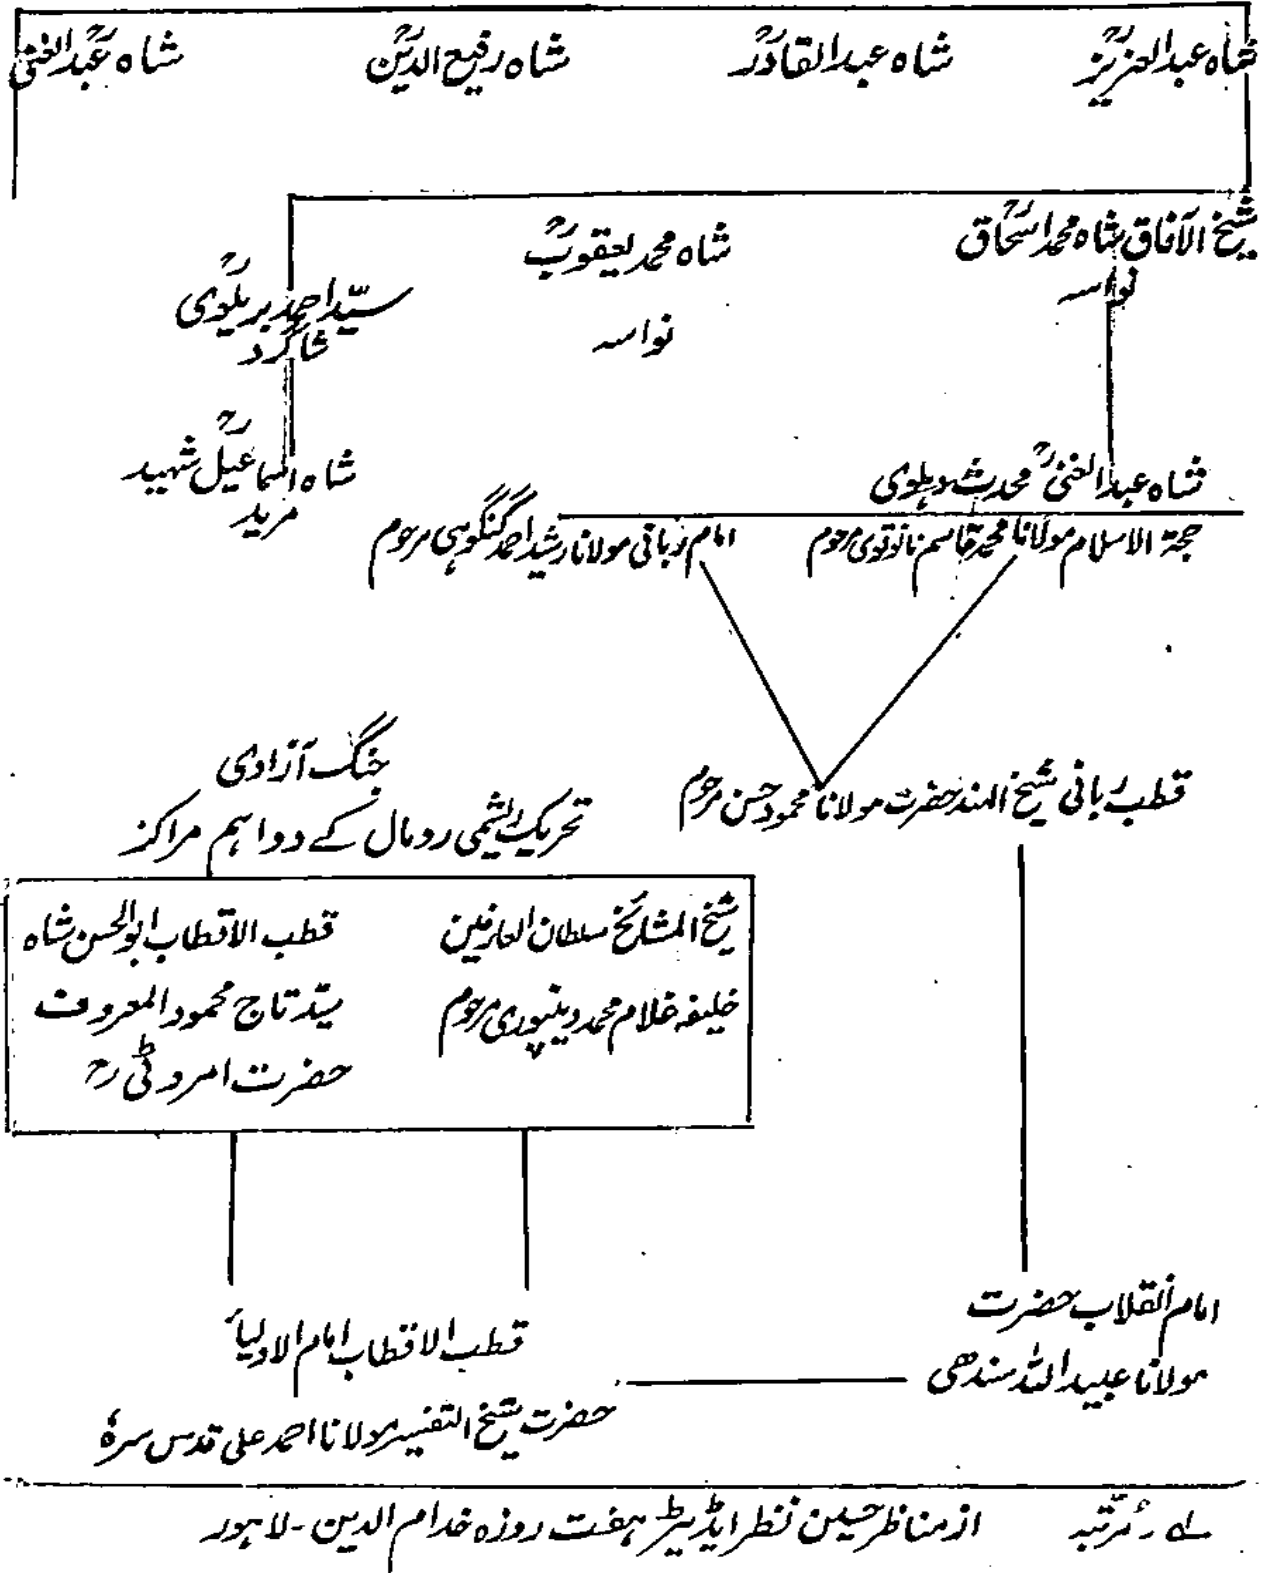 شاہ عبدالعزیزؒ شاہ عبدالقادرؒ شاہ رفیع الدینؒ شاہ عبدالغنیؒ
شیخ الآفاق شاہ محمد اسحاقؒ
نواسہ
شاہ محمد یعقوبؒ
نواسہ
سیّد احمد بریلویؒ
شاگرد
شاہ اسماعیل شہیدؒ
مرید
شاہ عبدالغنیؒ محدث دہلوی
حجۃ الاسلام مولانا محمد قاسم نانوتوی مرحوم
امام ربانی مولانا رشید احمد گنگوہی مرحوم
قطب ربانی شیخ الہند حضرت مولانا محمود حسن مرحوم
جنگ آزادی
تحریک ریشمی رومال کے دو اہم مراکز
شیخ المشائخ سلطان العارفین
خلیفہ غلام محمد دینپوری مرحوم
قطب الاقطاب ابوالحسن شاہ
سیّد تاج محمود المعروف
حضرت امروٹی رح
امام انقلاب حضرت
مولانا عبیداللہ سندھی
قطب الاقطاب امام الاولیاء
حضرت شیخ التفسیر مولانا احمد علی قدس سرہٗ
لے مُرتّبہ از مناظر حسین نظر ایڈیٹر ہفت روزہ خدام الدین - لاہور